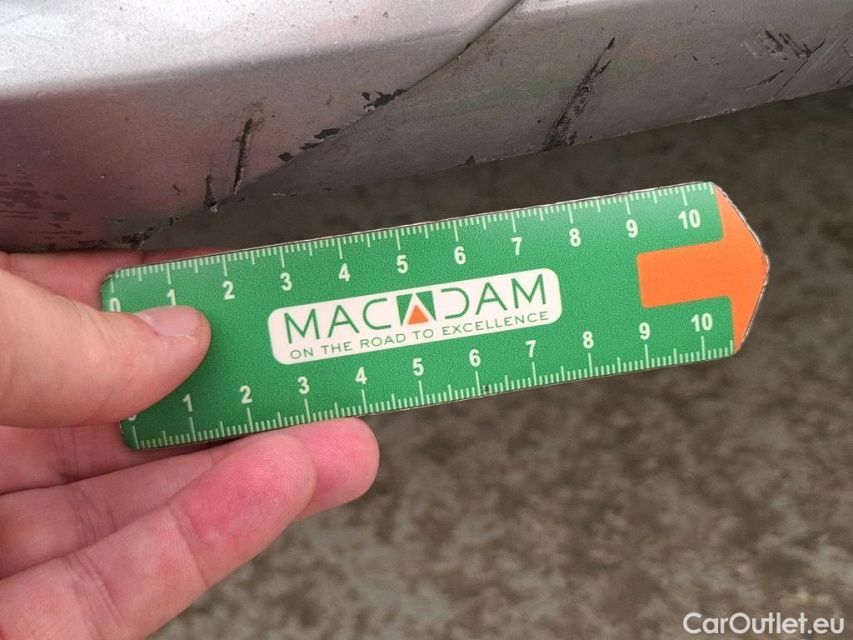 0 1 2 3 4 5 6 7 8 9 10
MACADAM
ON THE ROAD TO EXCELLENCE
1 2 3 4 5 6 7 8 9 10
CarOutlet.eu